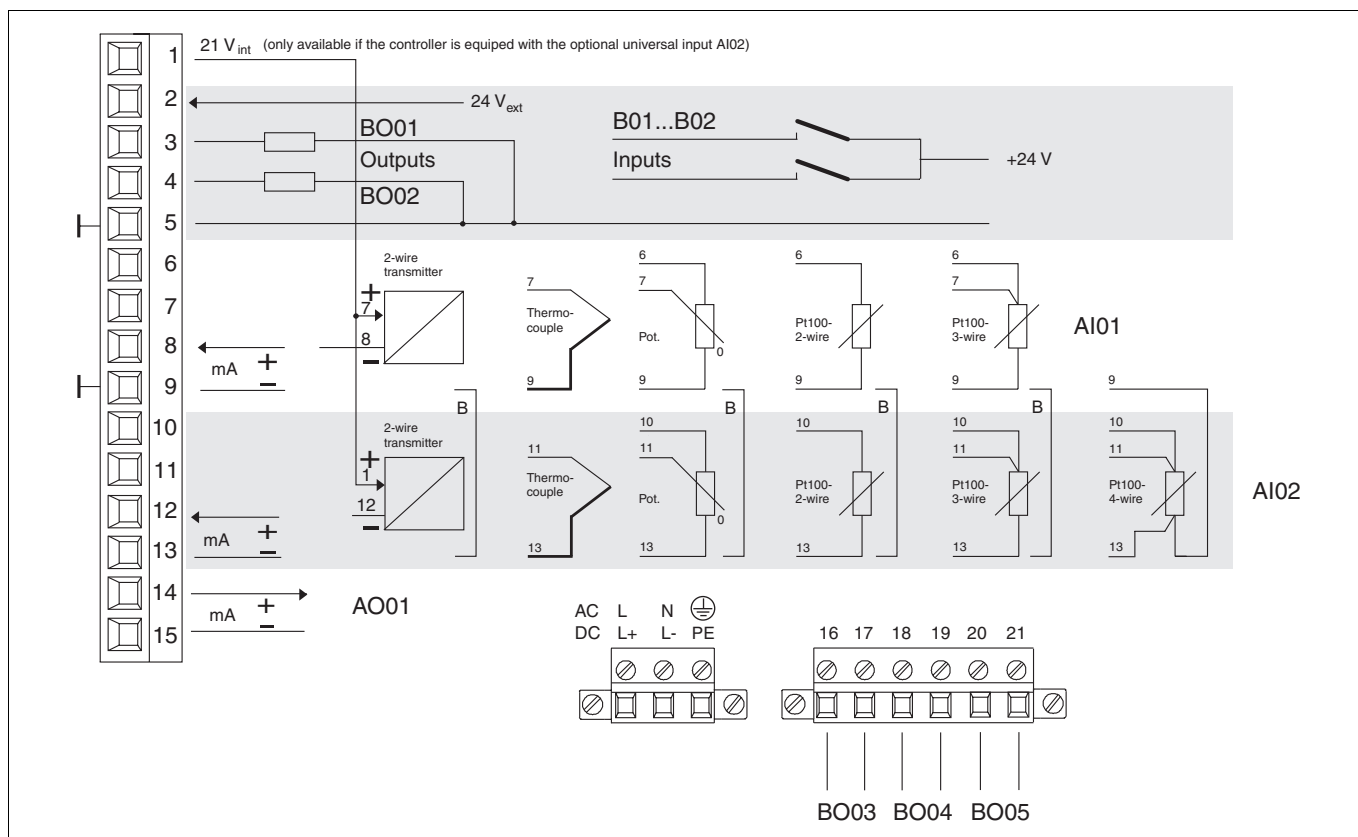 1 21 Vint (only available if the controller is equiped with the optional universal input AI02)
2 24 Vext
3 BO01 B01...B02
Outputs Inputs +24 V
4 BO02
5
6
7
8
mA + −
9
10
11
12
mA + −
13
14
mA + −
15
AO01
2-wire
transmitter
+
7
8
−
7
Thermo-
couple
9
6
7
Pot.
0
9
6
Pt100-
2-wire
9
6
7
Pt100-
3-wire
9
AI01
9
B B B B
2-wire
transmitter
+
1
12
−
11
Thermo-
couple
13
10
11
Pot.
0
13
10
Pt100-
2-wire
13
10
11
Pt100-
3-wire
13
10
11
Pt100-
4-wire
13
AI02
AC L N
DC L+ L- PE
16 17 18 19 20 21
BO03 BO04 BO05